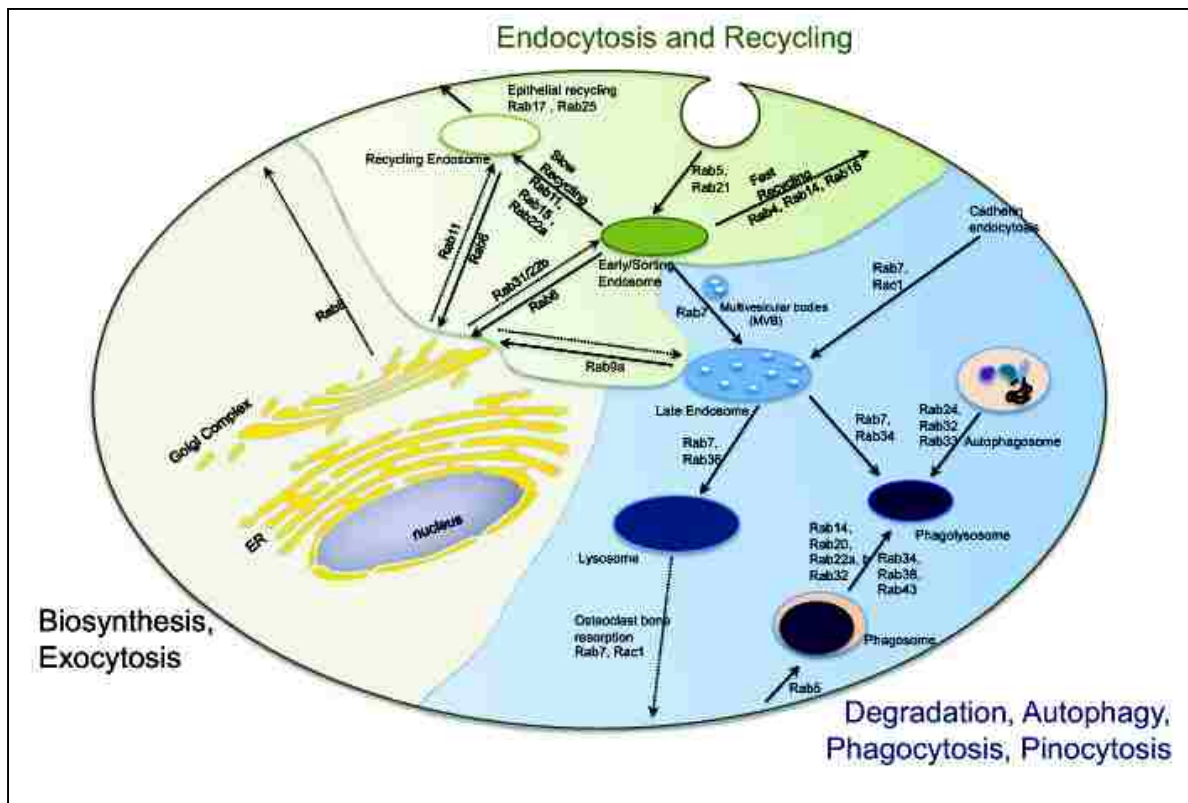 Endocytosis and Recycling
Epithelial recycling
Rab17 , Rab25
Recycling Endosome
Slow
Recycling
Rab11,
Rab15 ,
Rab22a
Rab5,
Rab21
Fast
Recycling
Rab4, Rab14, Rab15
Cadherin
endocytosis
Rab11
Rab6
Rab8
Rab31/22b
Rab6
Early/Sorting
Endosome
Rab7
Multivesicular bodies
(MVB)
Rab7,
Rac1
Rab9a
Late Endosome
Golgi Complex
Rab7,
Rab36
Rab7,
Rab34
Rab24,
Rab32
Rab33
Autophagosome
nucleus
ER
Lysosome
Phagolysosome
Rab14,
Rab20,
Rab22a, b
Rab32
Rab34,
Rab38,
Rab43
Phagosome
Osteoclast bone
resorption
Rab7, Rac1
Rab5
Biosynthesis,
Exocytosis
Degradation, Autophagy,
Phagocytosis, Pinocytosis